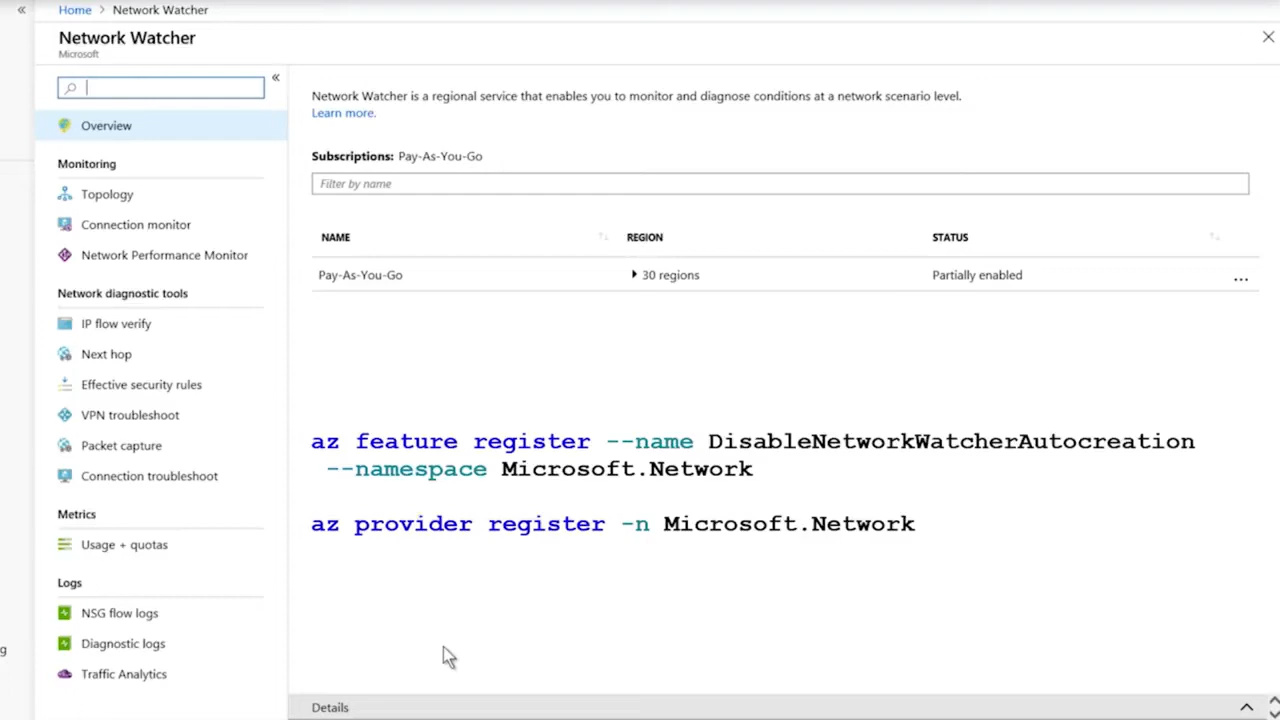 «
Home > Network Watcher
Network Watcher
Microsoft
«
Overview
Monitoring
Topology
Connection monitor
Network Performance Monitor
Network diagnostic tools
IP flow verify
Next hop
Effective security rules
VPN troubleshoot
Packet capture
Connection troubleshoot
Metrics
Usage + quotas
Logs
NSG flow logs
Diagnostic logs
Traffic Analytics
g
Network Watcher is a regional service that enables you to monitor and diagnose conditions at a network scenario level.
Learn more.
Subscriptions: Pay-As-You-Go
Filter by name
NAME REGION STATUS
Pay-As-You-Go 30 regions Partially enabled ...
az feature register --name DisableNetworkWatcherAutocreation
--namespace Microsoft.Network
az provider register -n Microsoft.Network
Details